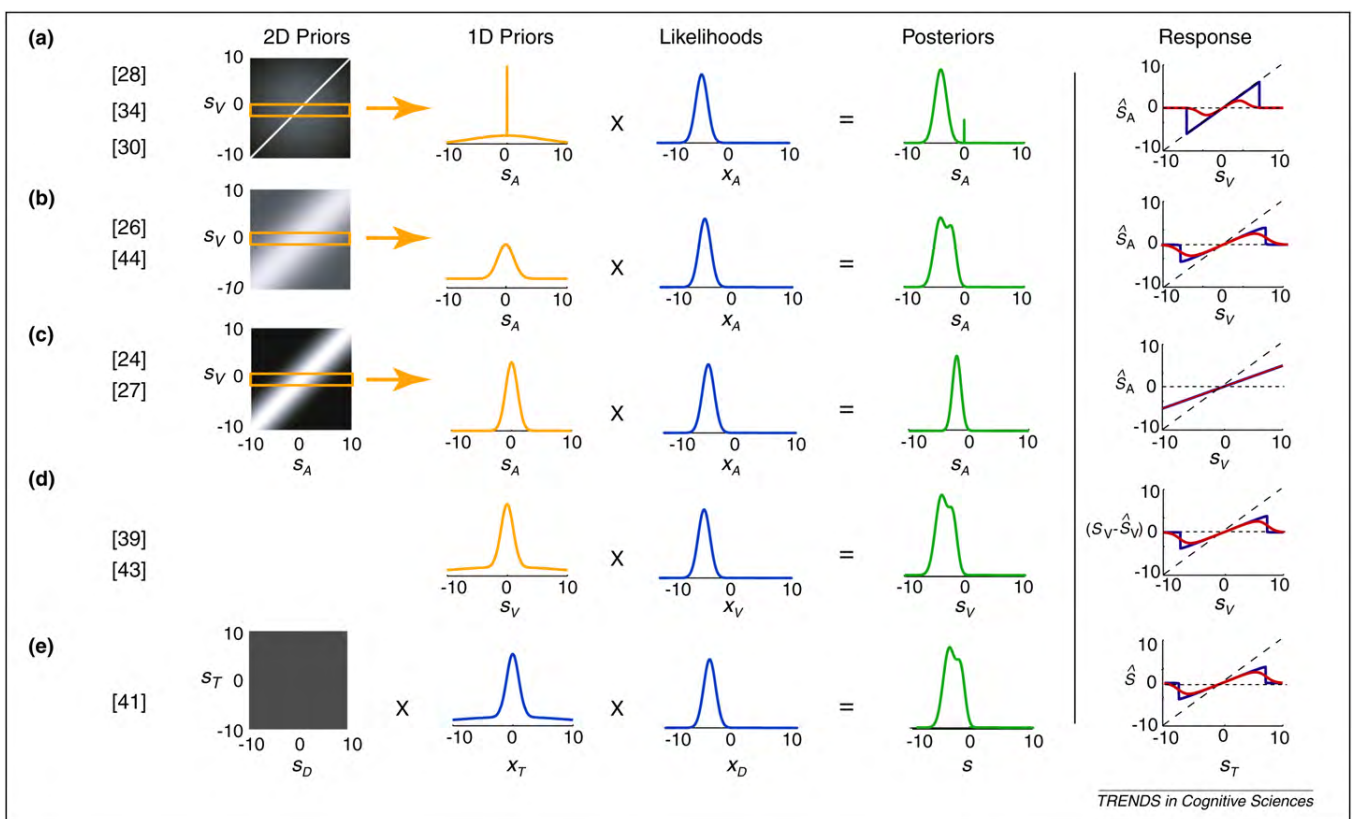 (a)
2D Priors 1D Priors Likelihoods Posteriors Response
[28]
[34]
[30]
10 s_V 0 -10
-10 0 10
s_A
X
-10 0 10
x_A
=
-10 0 10
s_A
10 ŝ_A 0 -10
-10 0 10
s_V
(b)
[26]
[44]
10 s_V 0 -10
-10 0 10
s_A
X
-10 0 10
x_A
=
-10 0 10
s_A
10 ŝ_A 0 -10
-10 0 10
s_V
(c)
[24]
[27]
10 s_V 0 -10
-10 0 10
s_A
-10 0 10
s_A
X
-10 0 10
x_A
=
-10 0 10
s_A
10 ŝ_A 0 -10
-10 0 10
s_V
(d)
[39]
[43]
-10 0 10
s_V
X
-10 0 10
x_V
=
-10 0 10
s_V
10 (s_V-ŝ_V) 0 -10
-10 0 10
s_V
(e)
[41]
10 s_T 0 -10
-10 0 10
s_D
X
-10 0 10
x_T
X
-10 0 10
x_D
=
-10 0 10
s
10 ŝ 0 -10
-10 0 10
s_T
TRENDS in Cognitive Sciences